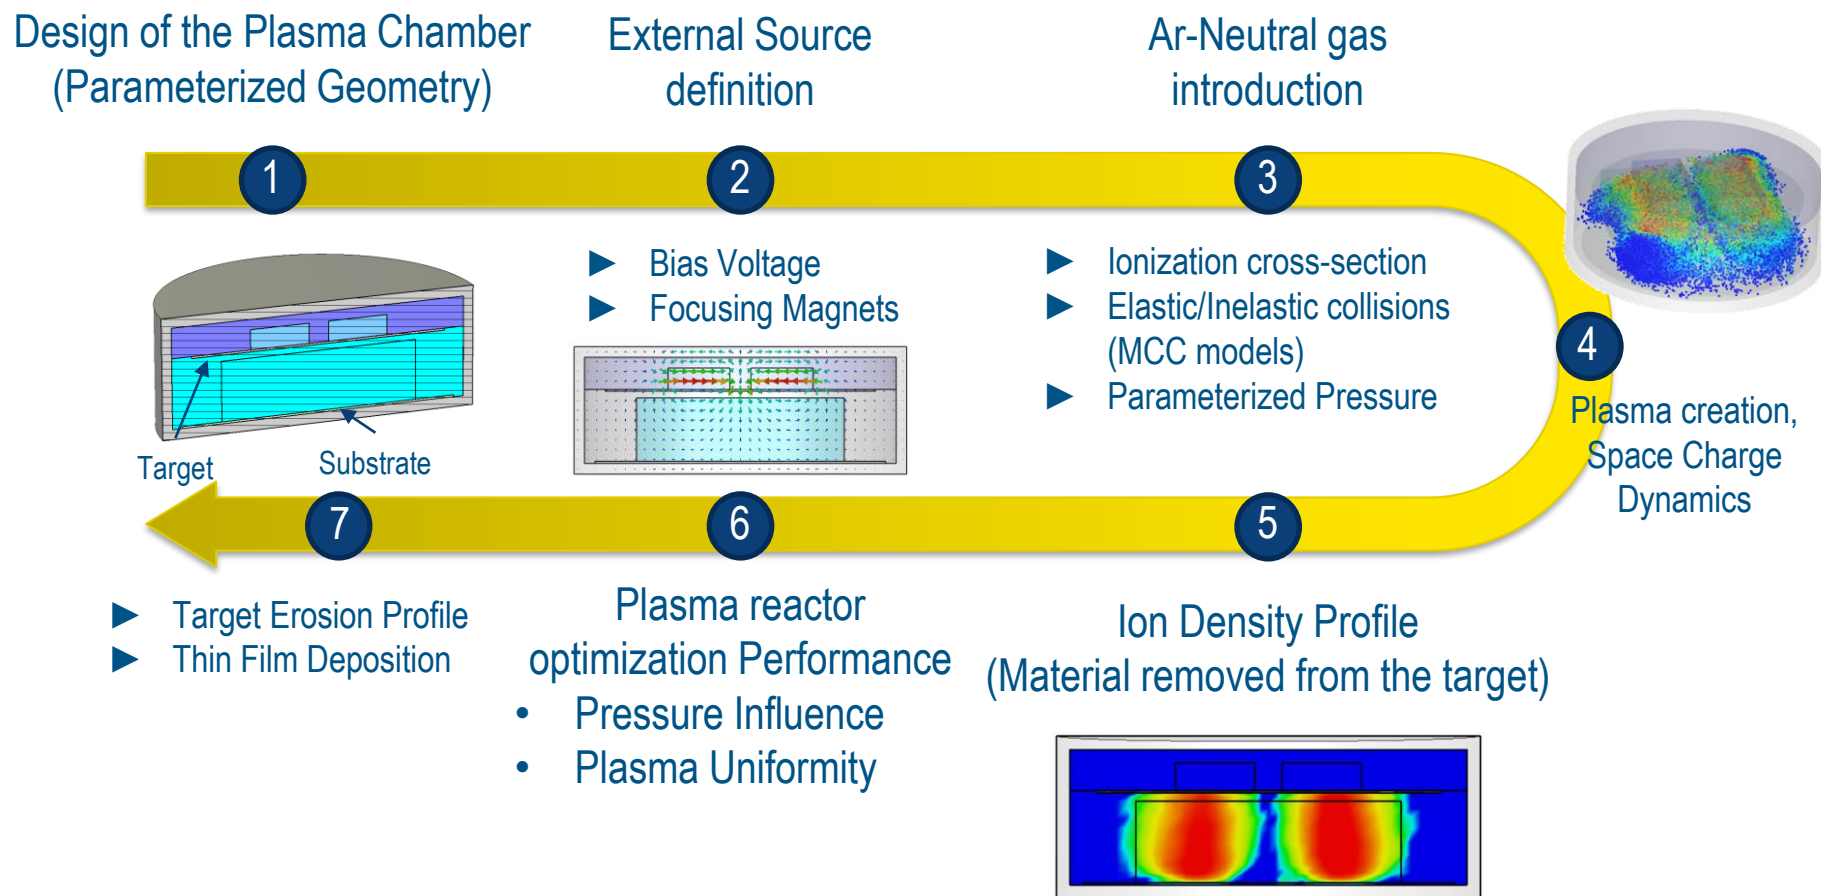 Design of the Plasma Chamber
(Parameterized Geometry)
External Source
definition
Ar-Neutral gas
introduction
1
2
3
► Bias Voltage
► Focusing Magnets
► Ionization cross-section
► Elastic/Inelastic collisions
(MCC models)
► Parameterized Pressure
4
Plasma creation,
Space Charge
Dynamics
Target
Substrate
7
6
5
► Target Erosion Profile
► Thin Film Deposition
Plasma reactor
optimization Performance
• Pressure Influence
• Plasma Uniformity
Ion Density Profile
(Material removed from the target)